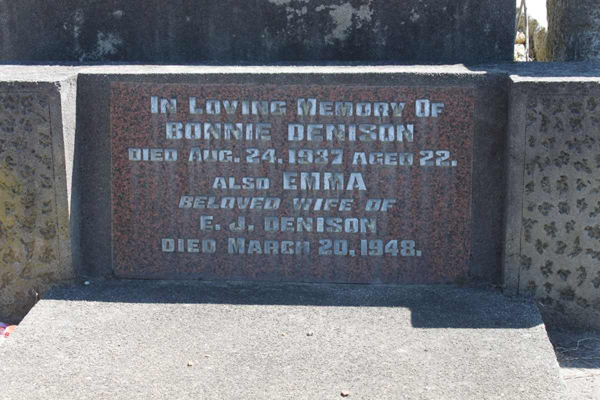 In Loving Memory Of
BONNIE DENISON
DIED AUG. 24, 1937 AGED 22.
ALSO EMMA
BELOVED WIFE OF
E. J. DENISON
DIED MARCH 20, 1948.